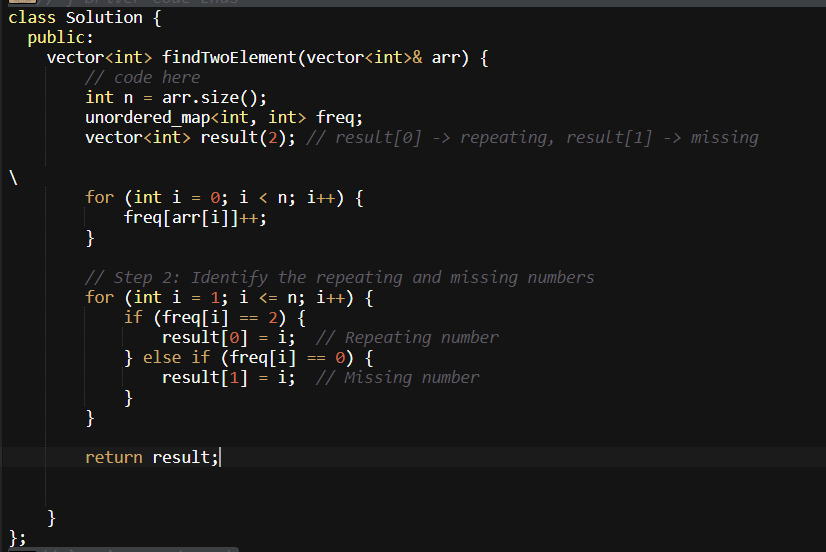 class Solution {
  public:
    vector<int> findTwoElement(vector<int>& arr) {
        // code here
        int n = arr.size();
        unordered_map<int, int> freq;
        vector<int> result(2); // result[0] -> repeating, result[1] -> missing
\
        for (int i = 0; i < n; i++) {
            freq[arr[i]]++;
        }
        // Step 2: Identify the repeating and missing numbers
        for (int i = 1; i <= n; i++) {
            if (freq[i] == 2) {
                result[0] = i;  // Repeating number
            } else if (freq[i] == 0) {
                result[1] = i;  // Missing number
            }
        }
        return result;
    }
};